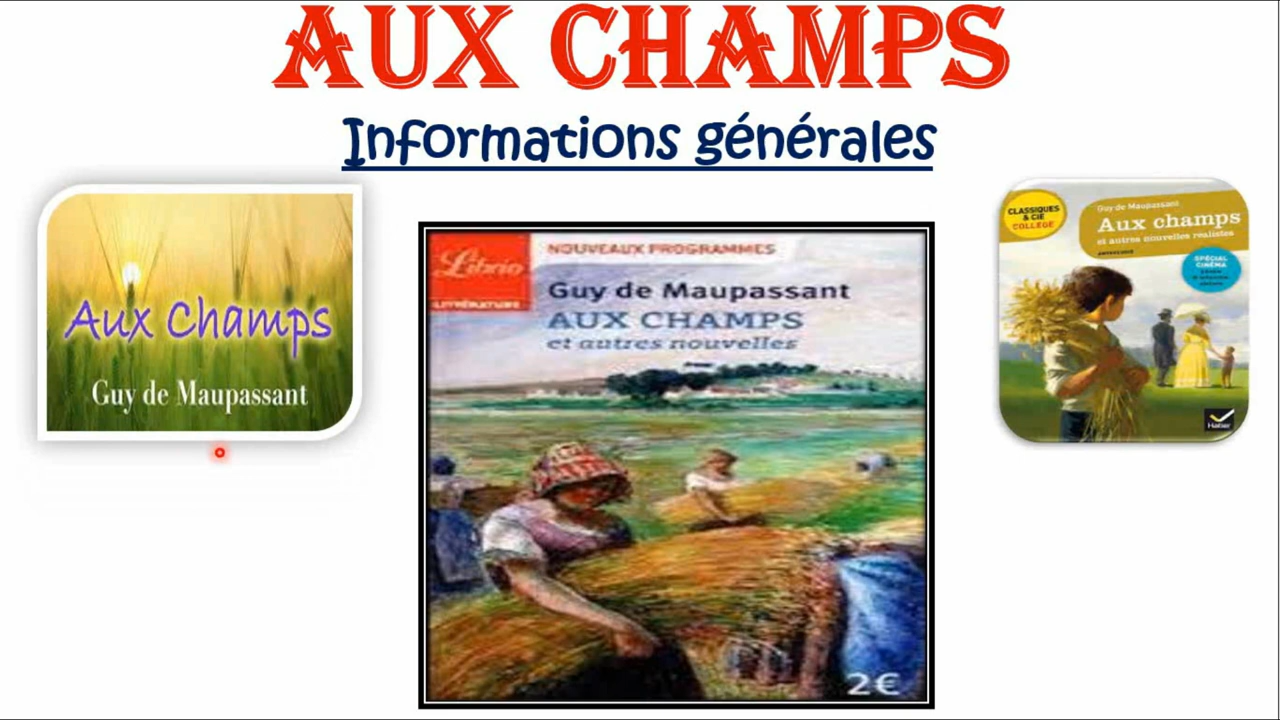 AUX CHAMPS
Informations générales
Aux Champs
Guy de Maupassant
Librio
LITTÉRATURE
NOUVEAUX PROGRAMMES
Guy de Maupassant
AUX CHAMPS
et autres nouvelles
2€
CLASSIQUES
& CIE
COLLÈGE
Guy de Maupassant
Aux champs
et autres nouvelles réalistes
SPÉCIAL
CINÉMA
Hatier